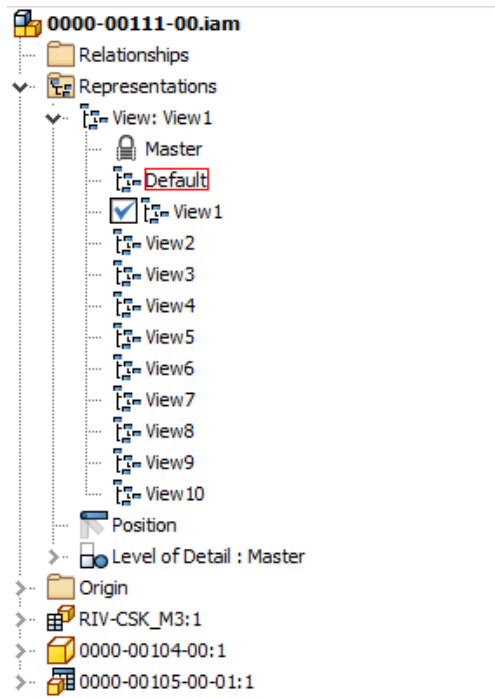 0000-00111-00.iam
Relationships
Representations
View: View1
Master
Default
View1
View2
View3
View4
View5
View6
View7
View8
View9
View10
Position
Level of Detail : Master
Origin
RIV-CSK_M3:1
0000-00104-00:1
0000-00105-00-01:1